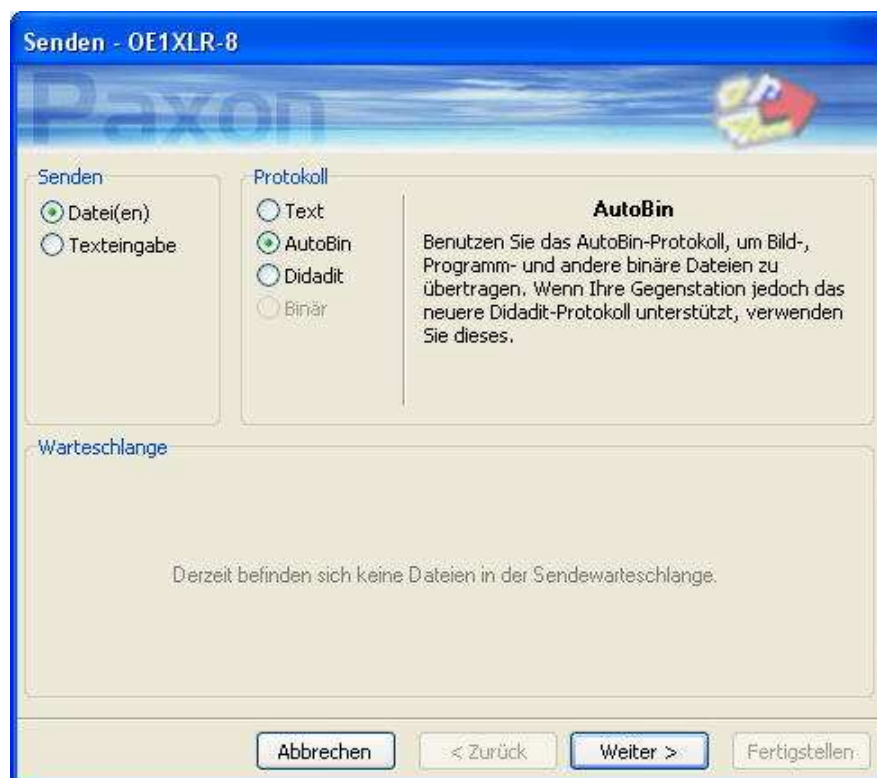 Senden - OE1XLR-8
Paxon
Senden
Datei(en)
Texteingabe
Protokoll
Text
AutoBin
Didadit
Binär
AutoBin
Benutzen Sie das AutoBin-Protokoll, um Bild-,
Programm- und andere binäre Dateien zu
übertragen. Wenn Ihre Gegenstation jedoch das
neuere Didadit-Protokoll unterstützt, verwenden
Sie dieses.
Warteschlange
Derzeit befinden sich keine Dateien in der Sendewarteschlange.
Abbrechen
< Zurück
Weiter >
Fertigstellen